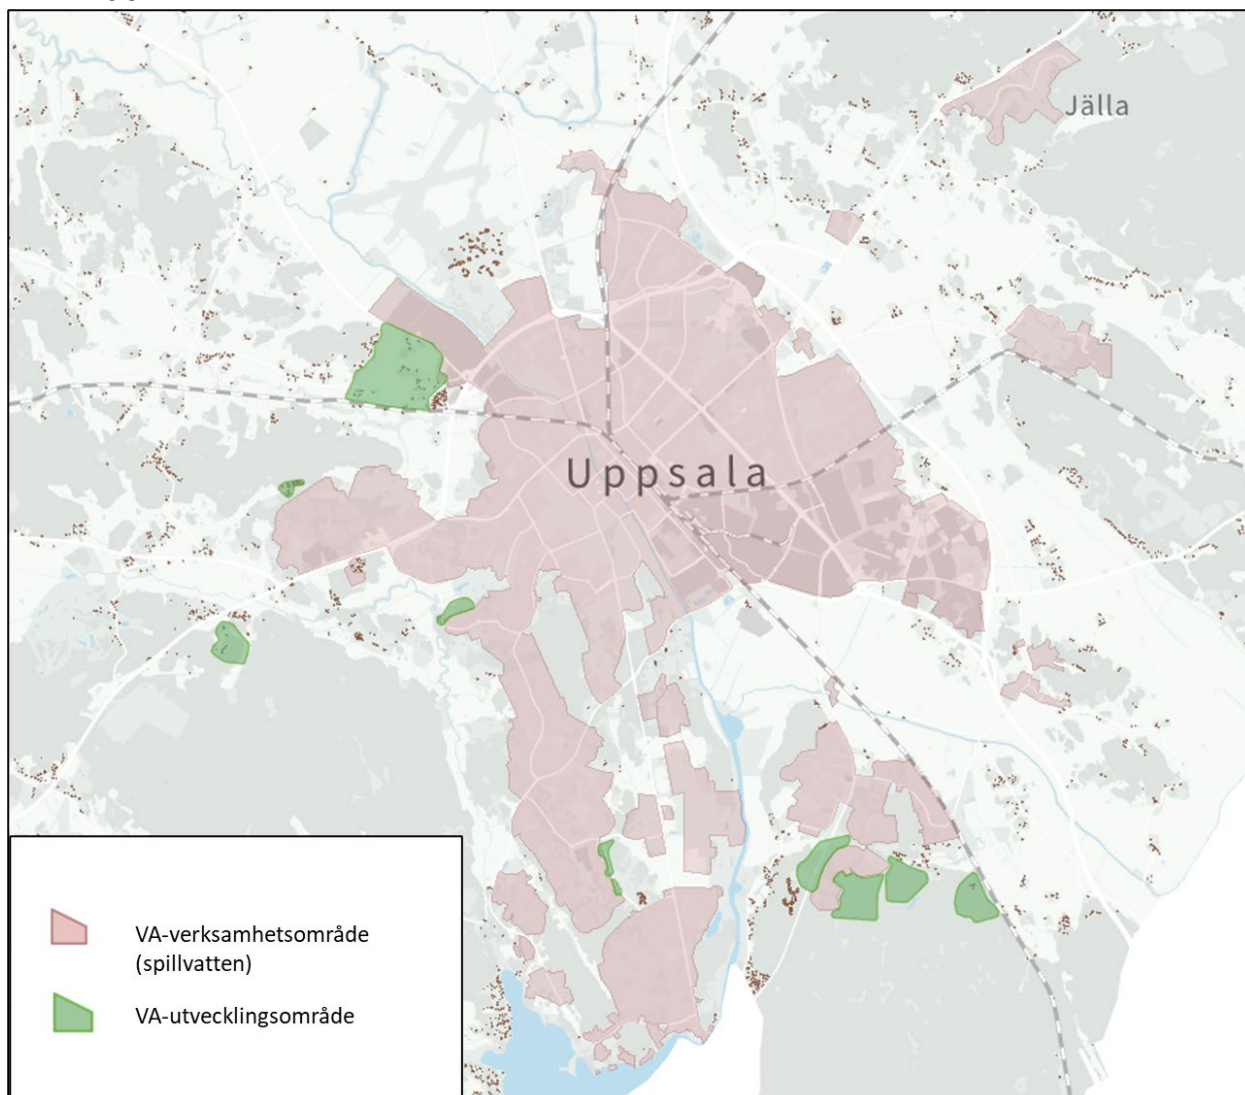 Jälla
Uppsala
VA-verksamhetsområde
(spillvatten)
VA-utvecklingsområde